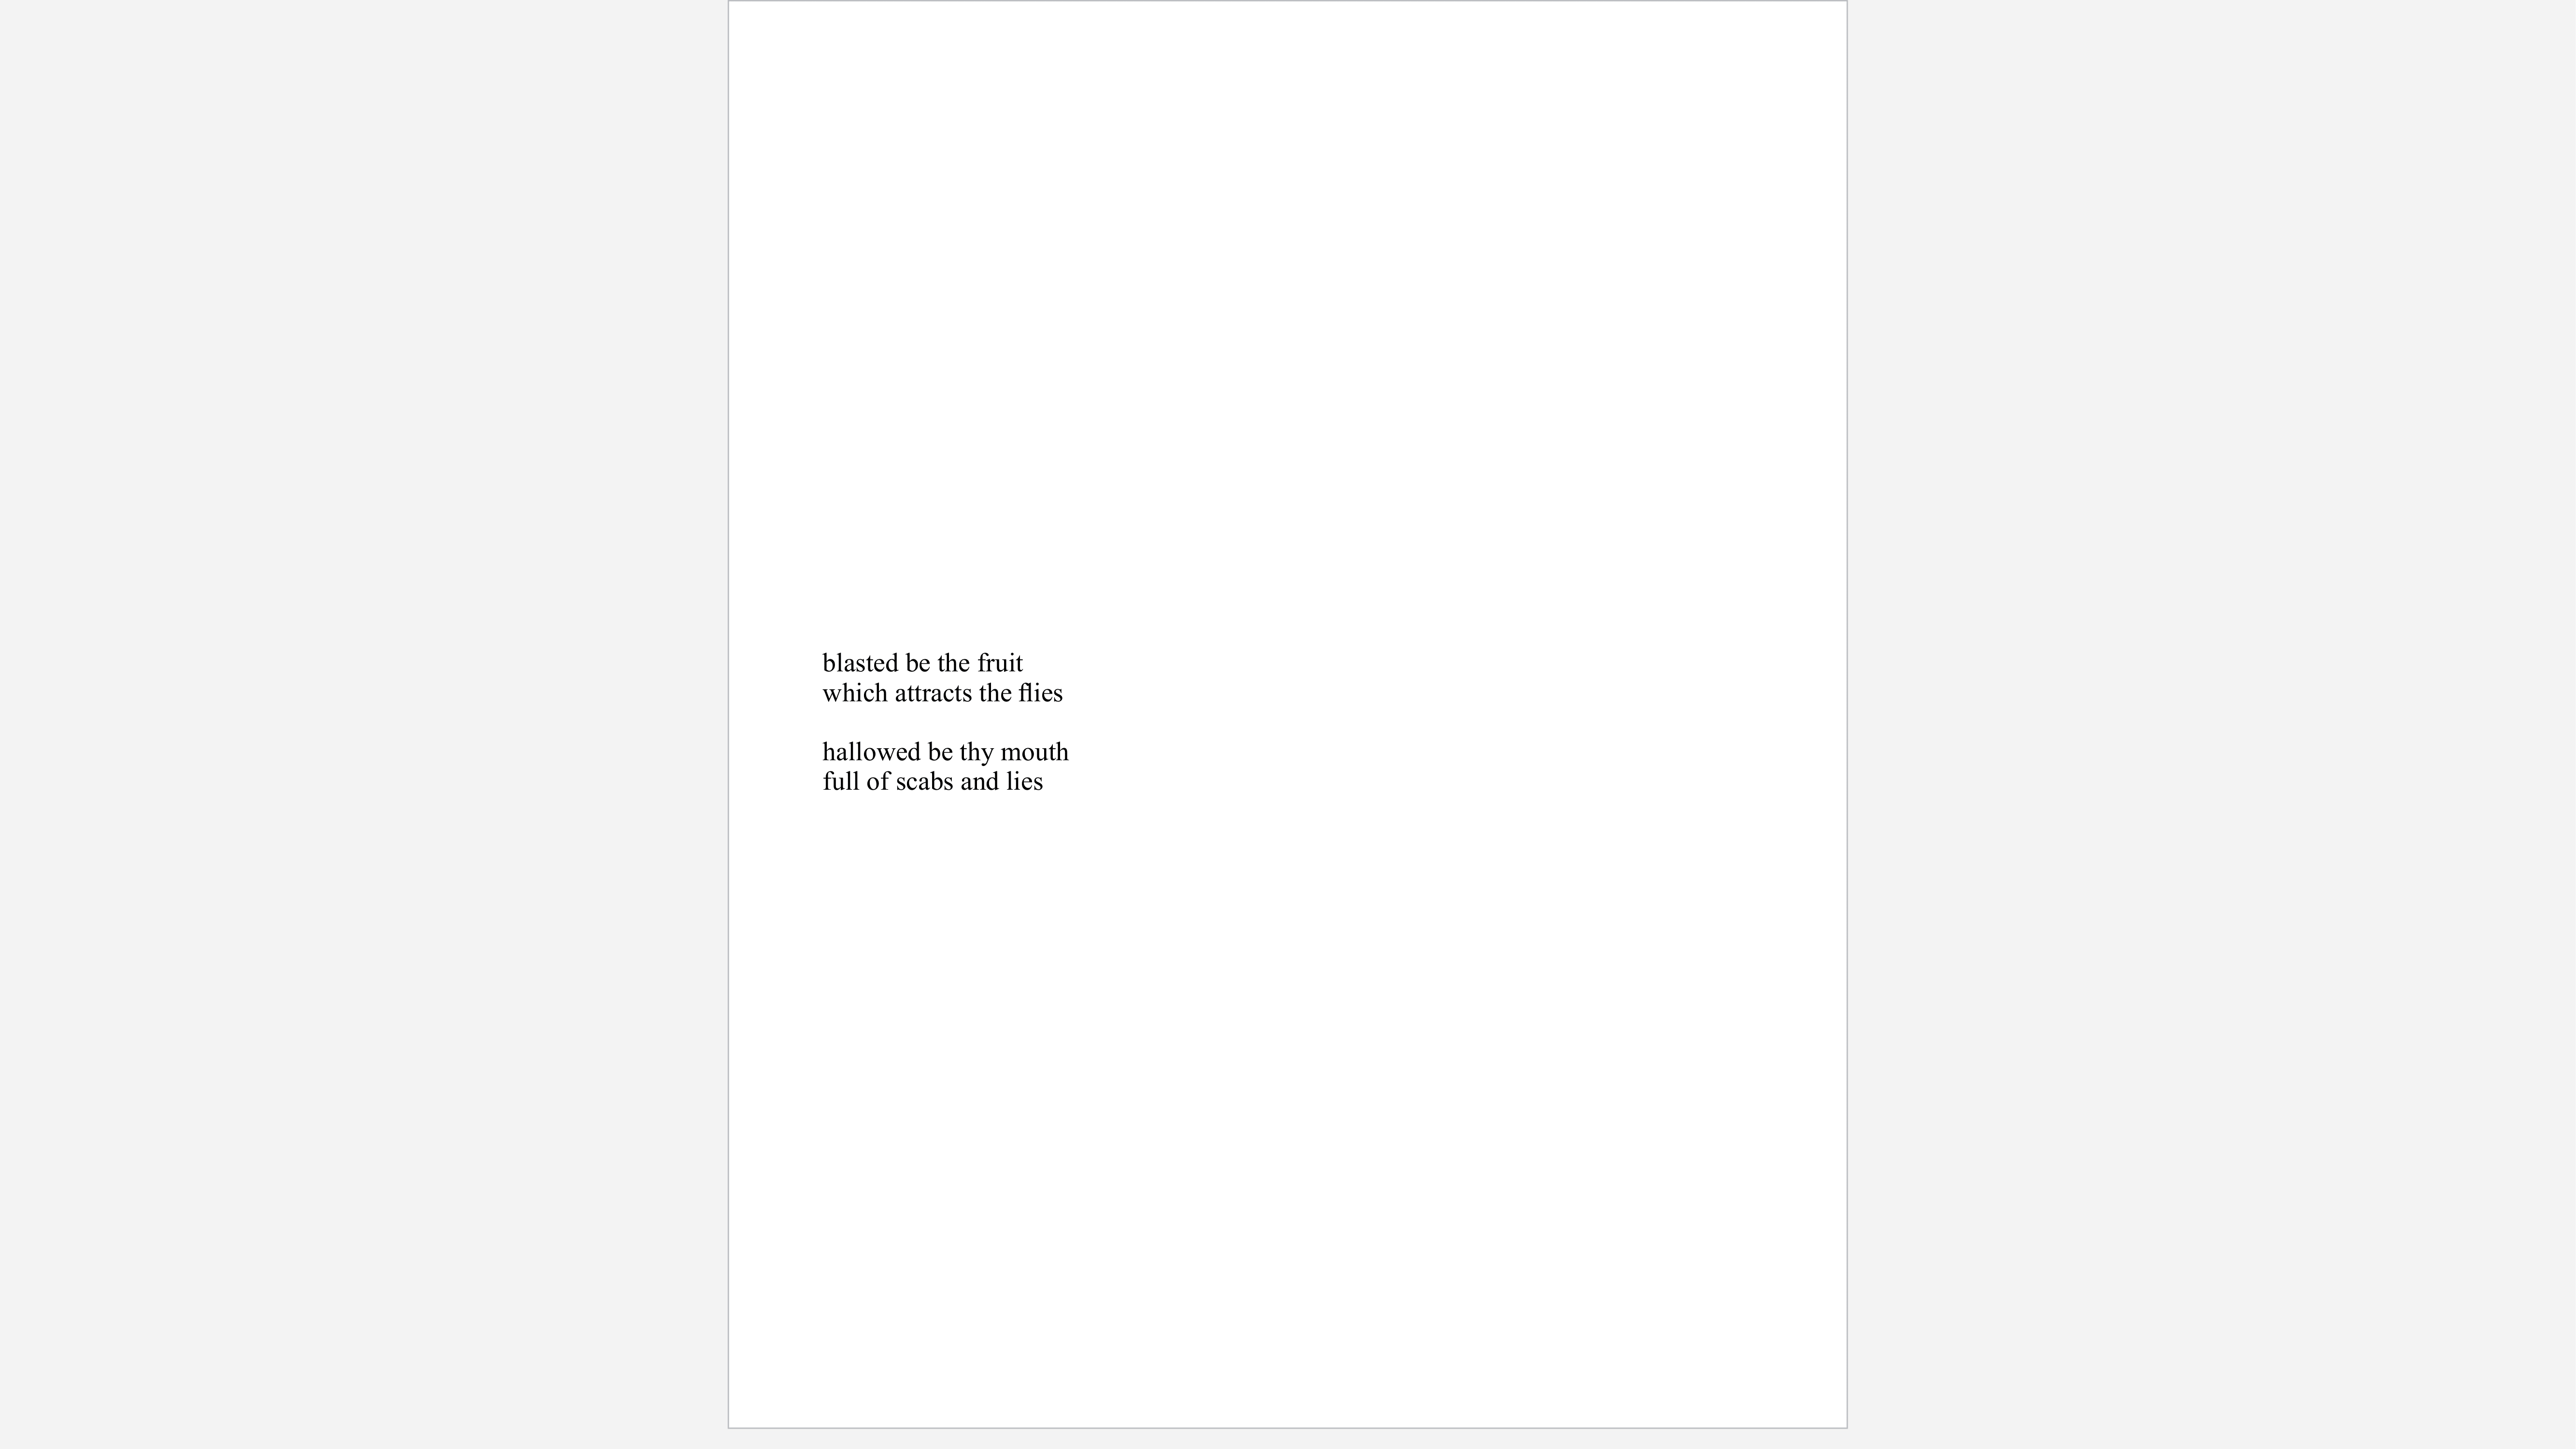 blasted be the fruit
which attracts the flies
hallowed be thy mouth
full of scabs and lies